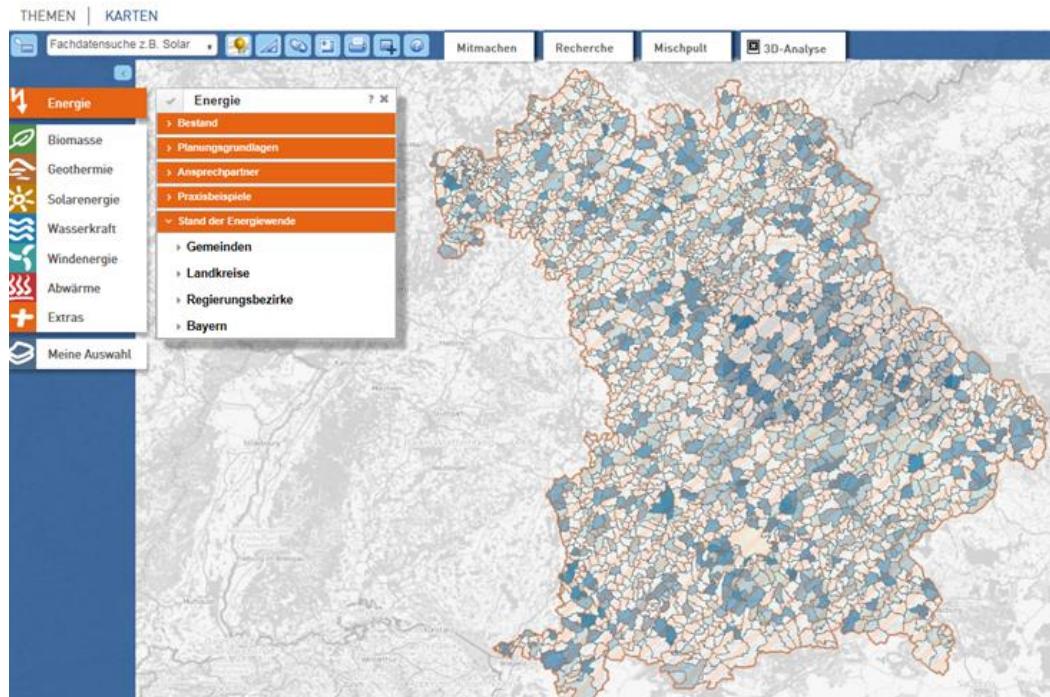 THEMEN | KARTEN
Fachdatensuche z.B. Solar
Mitmachen
Recherche
Mischpult
3D-Analyse
Energie
Biomasse
Geothermie
Solarenergie
Wasserkraft
Windenergie
Abwärme
Extras
Meine Auswahl
Energie ?
Bestand
Planungsgrundlagen
Ansprechpartner
Praxisbeispiele
Stand der Energiewende
Gemeinden
Landkreise
Regierungsbezirke
Bayern